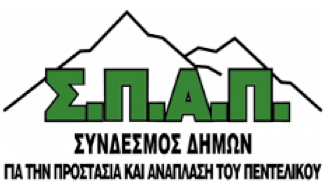 Σ.Π.Α.Π.
ΣΥΝΔΕΣΜΟΣ ΔΗΜΩΝ
ΓΙΑ ΤΗΝ ΠΡΟΣΤΑΣΙΑ ΚΑΙ ΑΝΑΠΛΑΣΗ ΤΟΥ ΠΕΝΤΕΛΙΚΟΥ